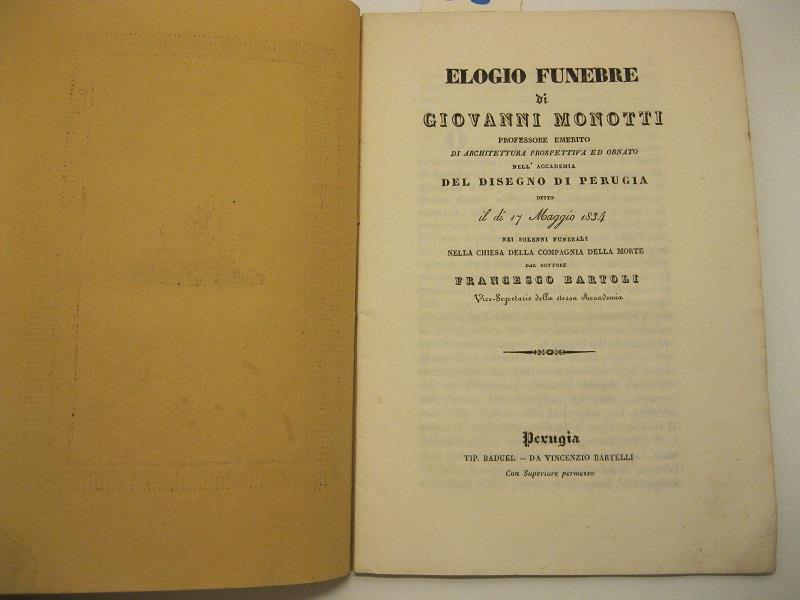 ELOGIO FUNEBRE
di
GIOVANNI MONOTTI
PROFESSORE EMERITO
DI ARCHITETTURA PROSPETTIVA ED ORNATO
NELL' ACCADEMIA
DEL DISEGNO DI PERUGIA
DETTO
il dì 17 Maggio 1834
NEI SOLENNI FUNERALI
NELLA CHIESA DELLA COMPAGNIA DELLA MORTE
DAL DOTTORE
FRANCESCO BARTOLI
Vice-Segretario della stessa Accademia
Perugia
TIP. BADUEL – DA VINCENZIO BARTELLI
Con Superiore permesso